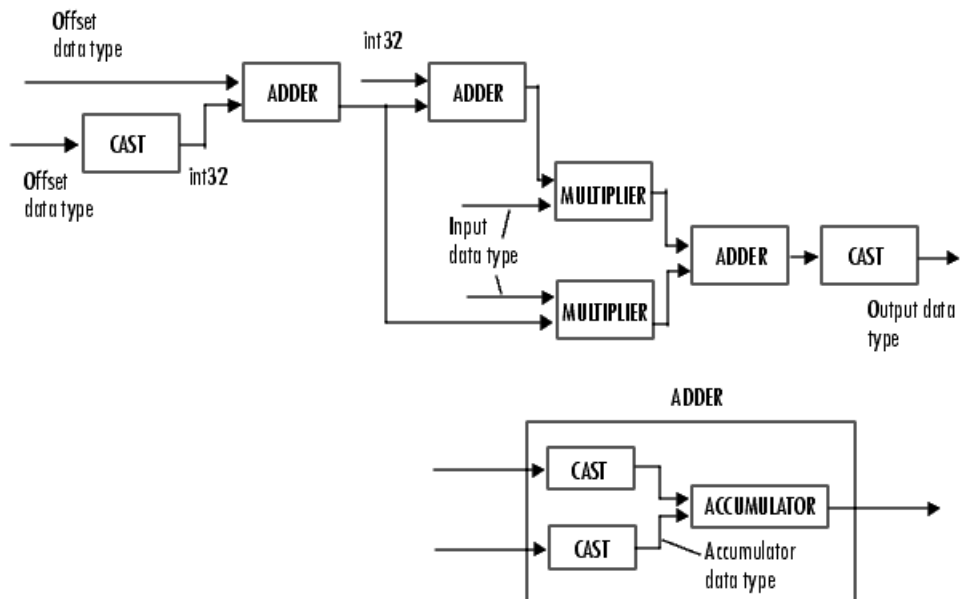 Offset
data type
int32
ADDER
ADDER
CAST
int32
Offset
data type
MULTIPLIER
Input
data type
ADDER
CAST
MULTIPLIER
Output data
type
ADDER
CAST
ACCUMULATOR
CAST
Accumulator
data type